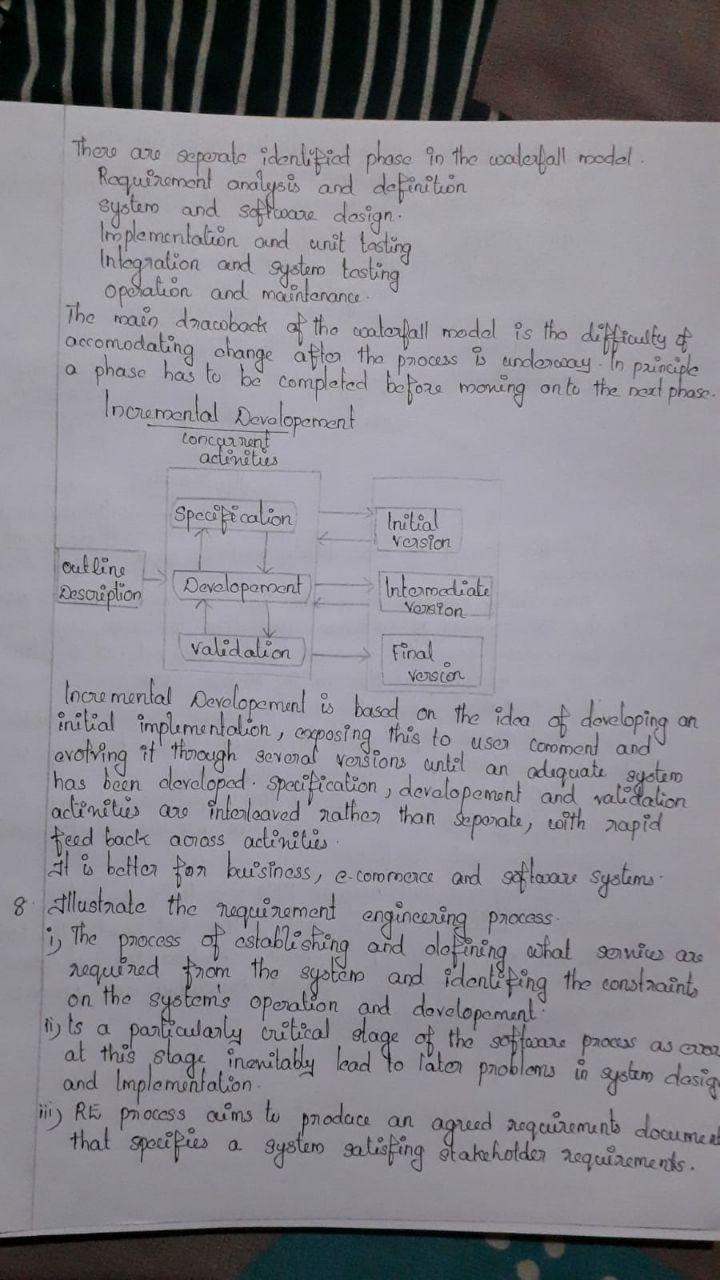 There are seperate identified phase in the waterfall model.
Requirement analysis and definition
system and software design.
Implementation and unit testing
Integration and system testing
operation and maintenance.
The main drawback of the waterfall model is the difficulty of
accomodating change after the process is underway. In principle
a phase has to be completed before moving onto the next phase.
Incremental Developement
concurrent
activities
Specification
Initial
version
outline
Description
Developement
Intermediate
version
validation
Final
version
Incremental Developement is based on the idea of developing an
initial implementation, exposing this to user comment and
evolving it through several versions until an adequate system
has been developed. specification, developement and validation
activities are interleaved rather than seperate, with rapid
feed back across activities.
It is better for buisiness, e-commerce and software systems.
8. Illustrate the requirement engineering process.
i) The process of establishing and defining what services are
required from the system and identifing the constraints
on the system's operation and developement.
ii) Is a particularly critical stage of the software process as
at this stage inevitably lead to later problems in system desig
and Implementation.
iii) RE process aims to produce an agreed requirements documen
that specifies a system satisfing stakeholder requirements.